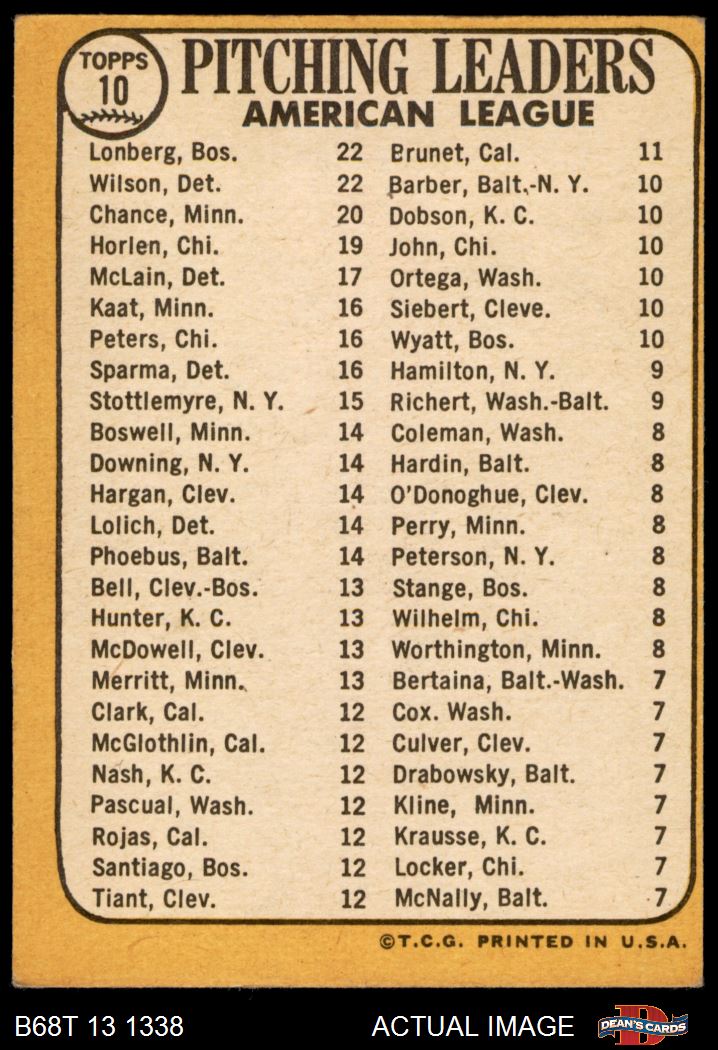 TOPPS
10
PITCHING LEADERS
AMERICAN LEAGUE
Lonberg, Bos. 22
Wilson, Det. 22
Chance, Minn. 20
Horlen, Chi. 19
McLain, Det. 17
Kaat, Minn. 16
Peters, Chi. 16
Sparma, Det. 16
Stottlemyre, N. Y. 15
Boswell, Minn. 14
Downing, N. Y. 14
Hargan, Clev. 14
Lolich, Det. 14
Phoebus, Balt. 14
Bell, Clev.-Bos. 13
Hunter, K. C. 13
McDowell, Clev. 13
Merritt, Minn. 13
Clark, Cal. 12
McGlothlin, Cal. 12
Nash, K. C. 12
Pascual, Wash. 12
Rojas, Cal. 12
Santiago, Bos. 12
Tiant, Clev. 12
Brunet, Cal. 11
Barber, Balt.-N. Y. 10
Dobson, K. C. 10
John, Chi. 10
Ortega, Wash. 10
Siebert, Cleve. 10
Wyatt, Bos. 10
Hamilton, N. Y. 9
Richert, Wash.-Balt. 9
Coleman, Wash. 8
Hardin, Balt. 8
O'Donoghue, Clev. 8
Perry, Minn. 8
Peterson, N. Y. 8
Stange, Bos. 8
Wilhelm, Chi. 8
Worthington, Minn. 8
Bertaina, Balt.-Wash. 7
Cox. Wash. 7
Culver, Clev. 7
Drabowsky, Balt. 7
Kline, Minn. 7
Krausse, K. C. 7
Locker, Chi. 7
McNally, Balt. 7
©T.C.G. PRINTED IN U.S.A.
B68T 13 1338
ACTUAL IMAGE
D
DEAN'S CARDS